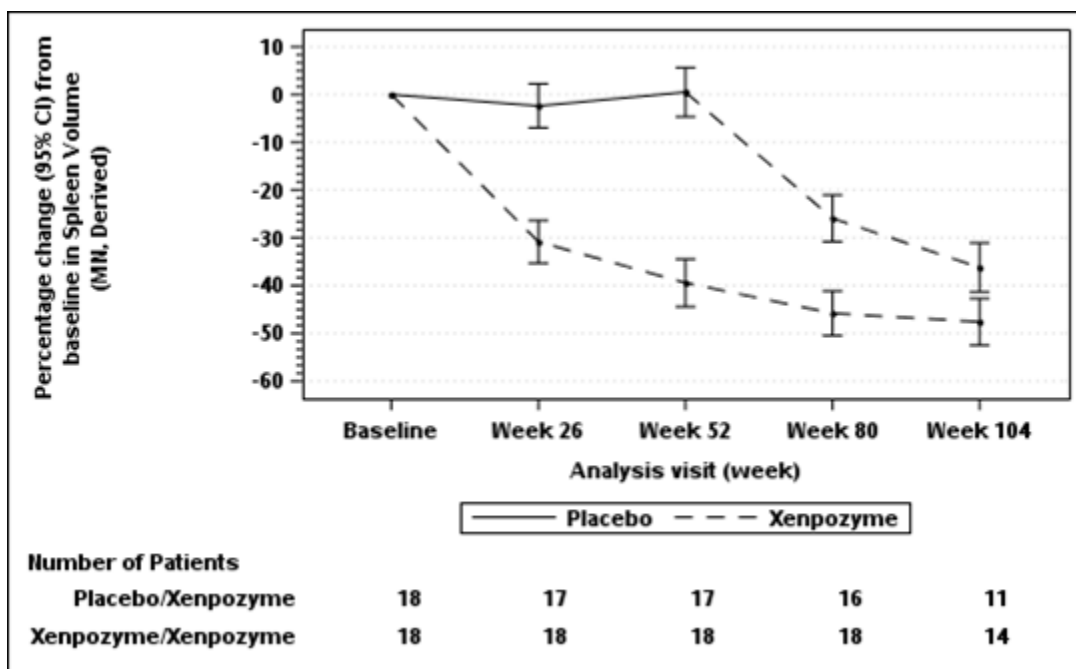 Percentage change (95% CI) from
baseline in Spleen Volume
(MN, Derived)
10
0
-10
-20
-30
-40
-50
-60
Baseline Week 26 Week 52 Week 80 Week 104
Analysis visit (week)
Placebo Xenpozyme
Number of Patients
Placebo/Xenpozyme 18 17 17 16 11
Xenpozyme/Xenpozyme 18 18 18 18 14